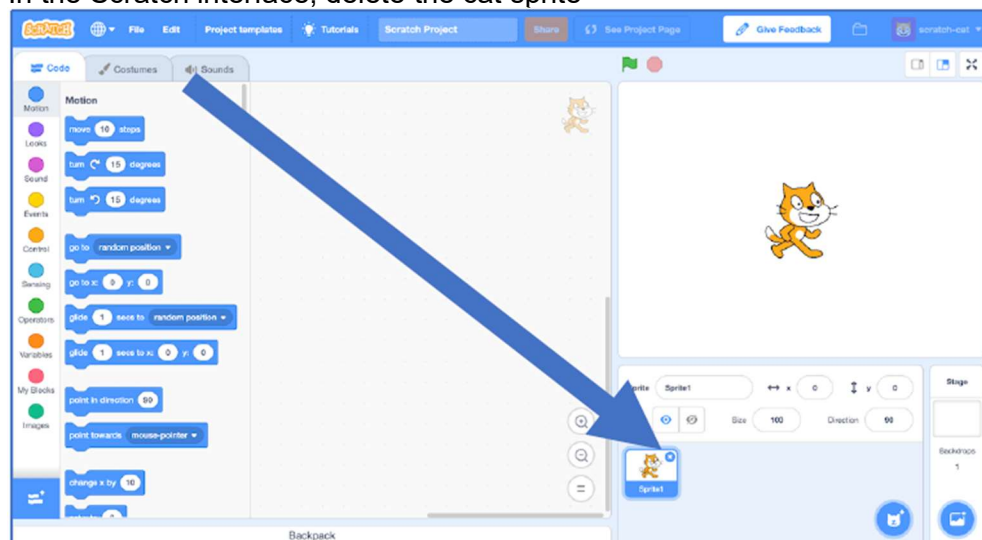 In the Scratch interface, delete the cat sprite
SCRATCH File Edit Project templates Tutorials Scratch Project Share See Project Page Give Feedback scratch-cat
Code Costumes Sounds
Motion
Looks
Sound
Events
Control
Sensing
Operators
Variables
My Blocks
Images
Motion
move 10 steps
turn 15 degrees
turn 15 degrees
go to random position
go to x: 0 y: 0
glide 1 secs to random position
glide 1 secs to x: 0 y: 0
point in direction 90
point towards mouse-pointer
change x by 10
Sprite1 x 0 y 0
Size 100 Direction 90
Sprite1
Stage
Backdrops
1
Backpack